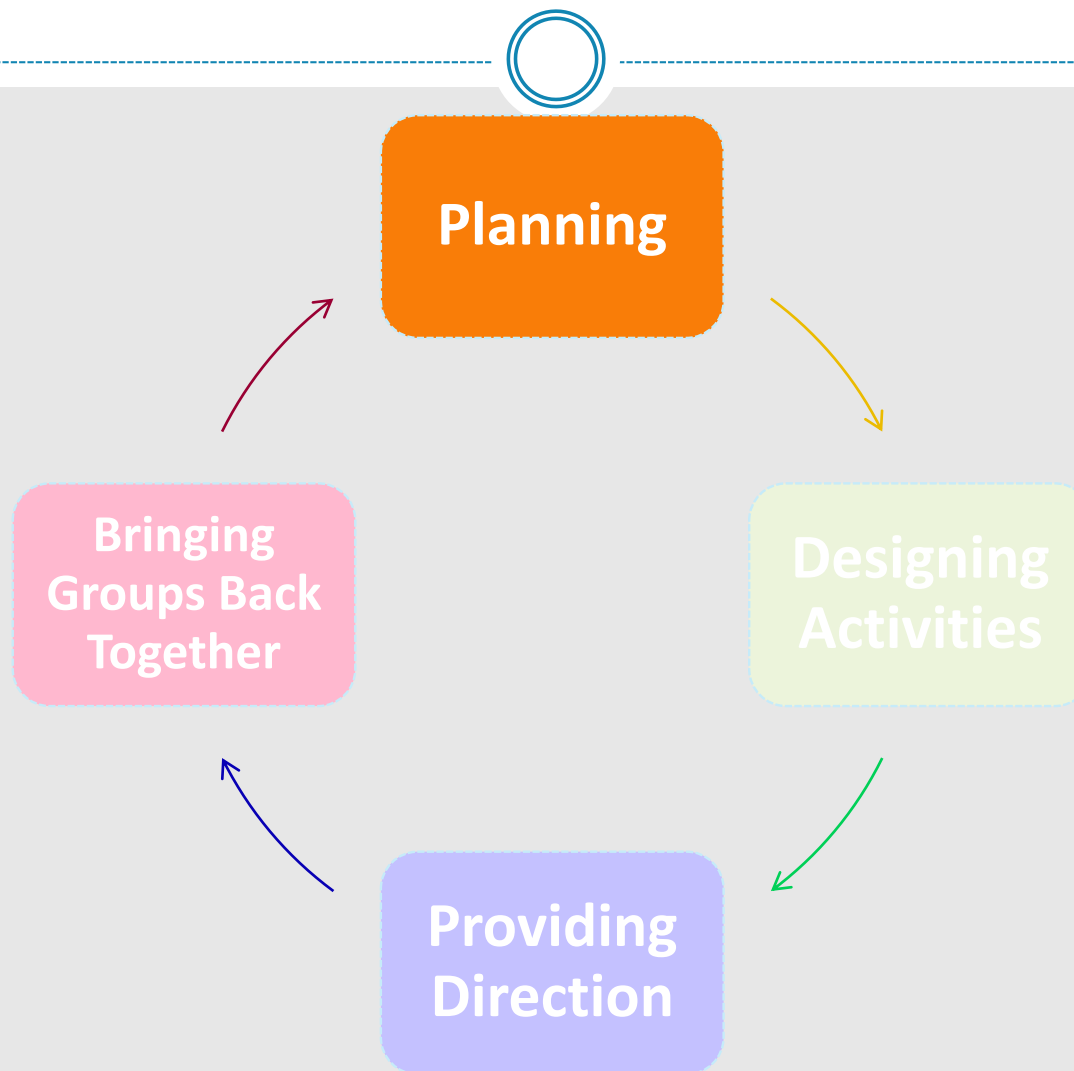 Planning
Designing
Activities
Providing
Direction
Bringing
Groups Back
Together